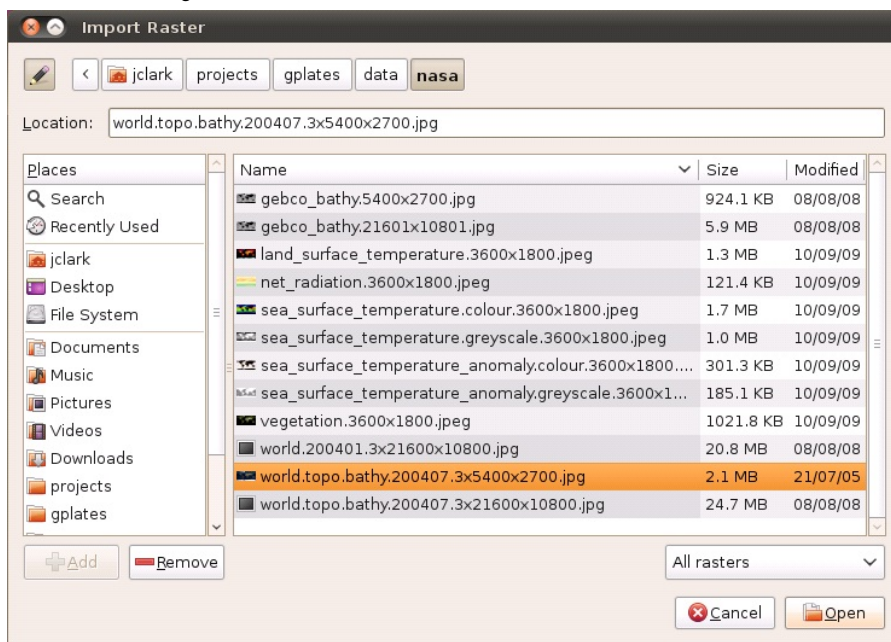 Import Raster
jclark projects gplates data nasa
Location: world.topo.bathy.200407.3x5400x2700.jpg
Places
Search
Recently Used
jclark
Desktop
File System
Documents
Music
Pictures
Videos
Downloads
projects
gplates
Name Size Modified
gebco_bathy.5400x2700.jpg 924.1 KB 08/08/08
gebco_bathy.21601x10801.jpg 5.9 MB 08/08/08
land_surface_temperature.3600x1800.jpeg 1.3 MB 10/09/09
net_radiation.3600x1800.jpeg 121.4 KB 10/09/09
sea_surface_temperature.colour.3600x1800.jpeg 1.7 MB 10/09/09
sea_surface_temperature.greyscale.3600x1800.jpeg 1.0 MB 10/09/09
sea_surface_temperature_anomaly.colour.3600x1800.... 301.3 KB 10/09/09
sea_surface_temperature_anomaly.greyscale.3600x1... 185.1 KB 10/09/09
vegetation.3600x1800.jpeg 1021.8 KB 10/09/09
world.200401.3x21600x10800.jpg 20.8 MB 08/08/08
world.topo.bathy.200407.3x5400x2700.jpg 2.1 MB 21/07/05
world.topo.bathy.200407.3x21600x10800.jpg 24.7 MB 08/08/08
Add Remove All rasters
Cancel Open